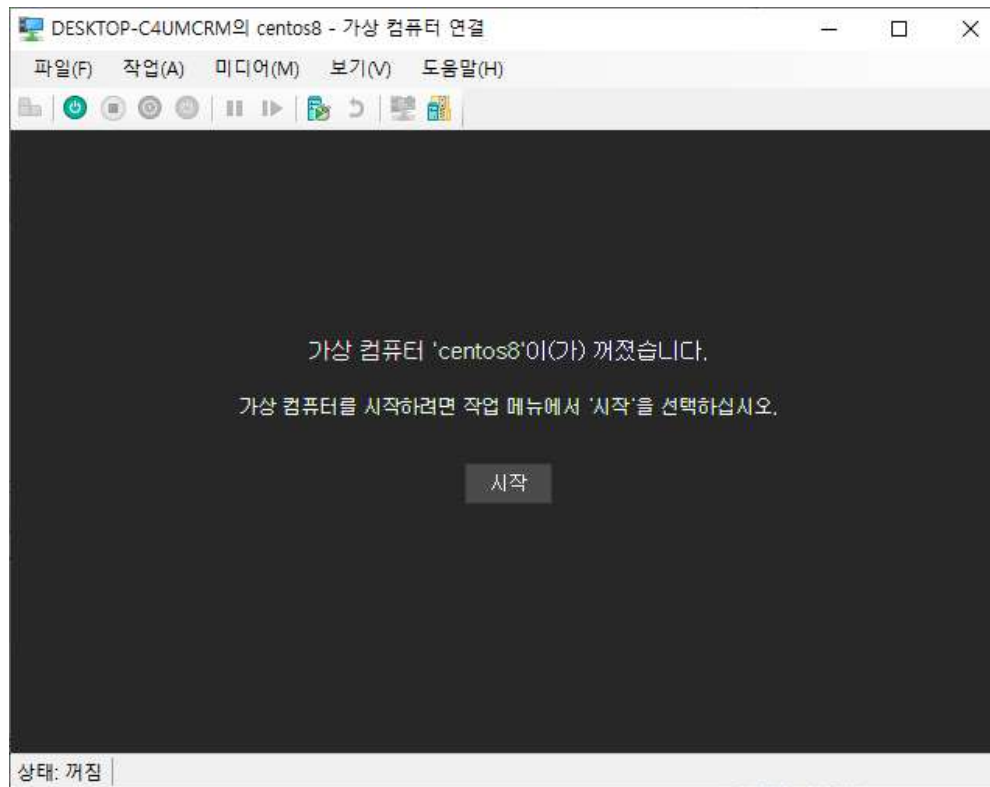 DESKTOP-C4UMCRM의 centos8 - 가상 컴퓨터 연결
파일(F) 작업(A) 미디어(M) 보기(V) 도움말(H)
가상 컴퓨터 'centos8'이(가) 꺼졌습니다.
가상 컴퓨터를 시작하려면 작업 메뉴에서 '시작'을 선택하십시오.
시작
상태: 꺼짐